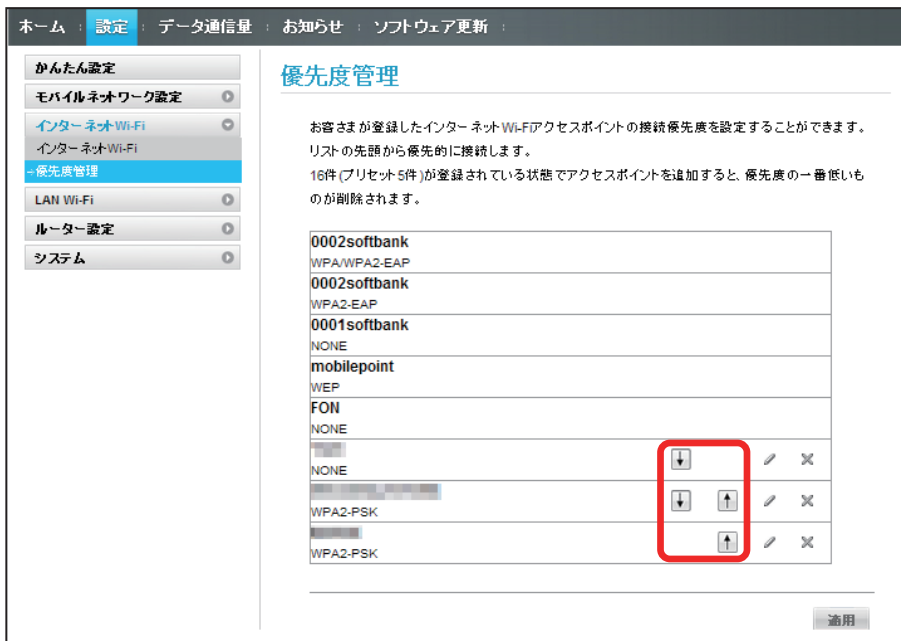 ホーム 設定 データ通信量 お知らせ ソフトウェア更新
かんたん設定
モバイルネットワーク設定
インターネットWi-Fi
インターネットWi-Fi
→優先度管理
LAN Wi-Fi
ルーター設定
システム
優先度管理
お客さまが登録したインターネットWi-Fiアクセスポイントの接続優先度を設定することができます。
リストの先頭から優先的に接続します。
16件(プリセット5件)が登録されている状態でアクセスポイントを追加すると、優先度の一番低いも
のが削除されます。
0002softbank
WPA/WPA2-EAP
0002softbank
WPA2-EAP
0001softbank
NONE
mobilepoint
WEP
FON
NONE
NONE
WPA2-PSK
WPA2-PSK
適用